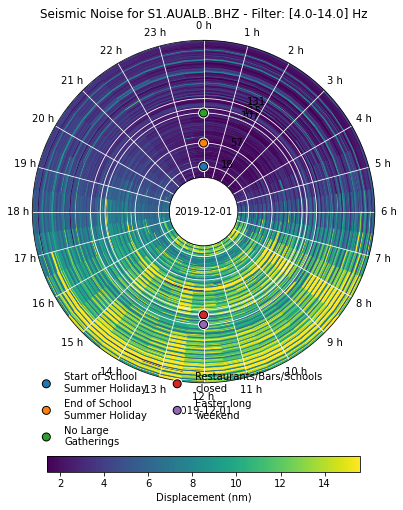 Seismic Noise for S1.AUALB..BHZ - Filter: [4.0-14.0] Hz
0 h
23 h
1 h
22 h
2 h
21 h
3 h
20 h
4 h
19 h
5 h
18 h
2019-12-01
6 h
17 h
7 h
16 h
8 h
15 h
9 h
14 h
10 h
13 h
11 h
12 h
2019-12-01
Start of School
Summer Holiday
End of School
Summer Holiday
No Large
Gatherings
Restaurants/Bars/Schools
closed
Easter long
weekend
2 4 6 8 10 12 14
Displacement (nm)